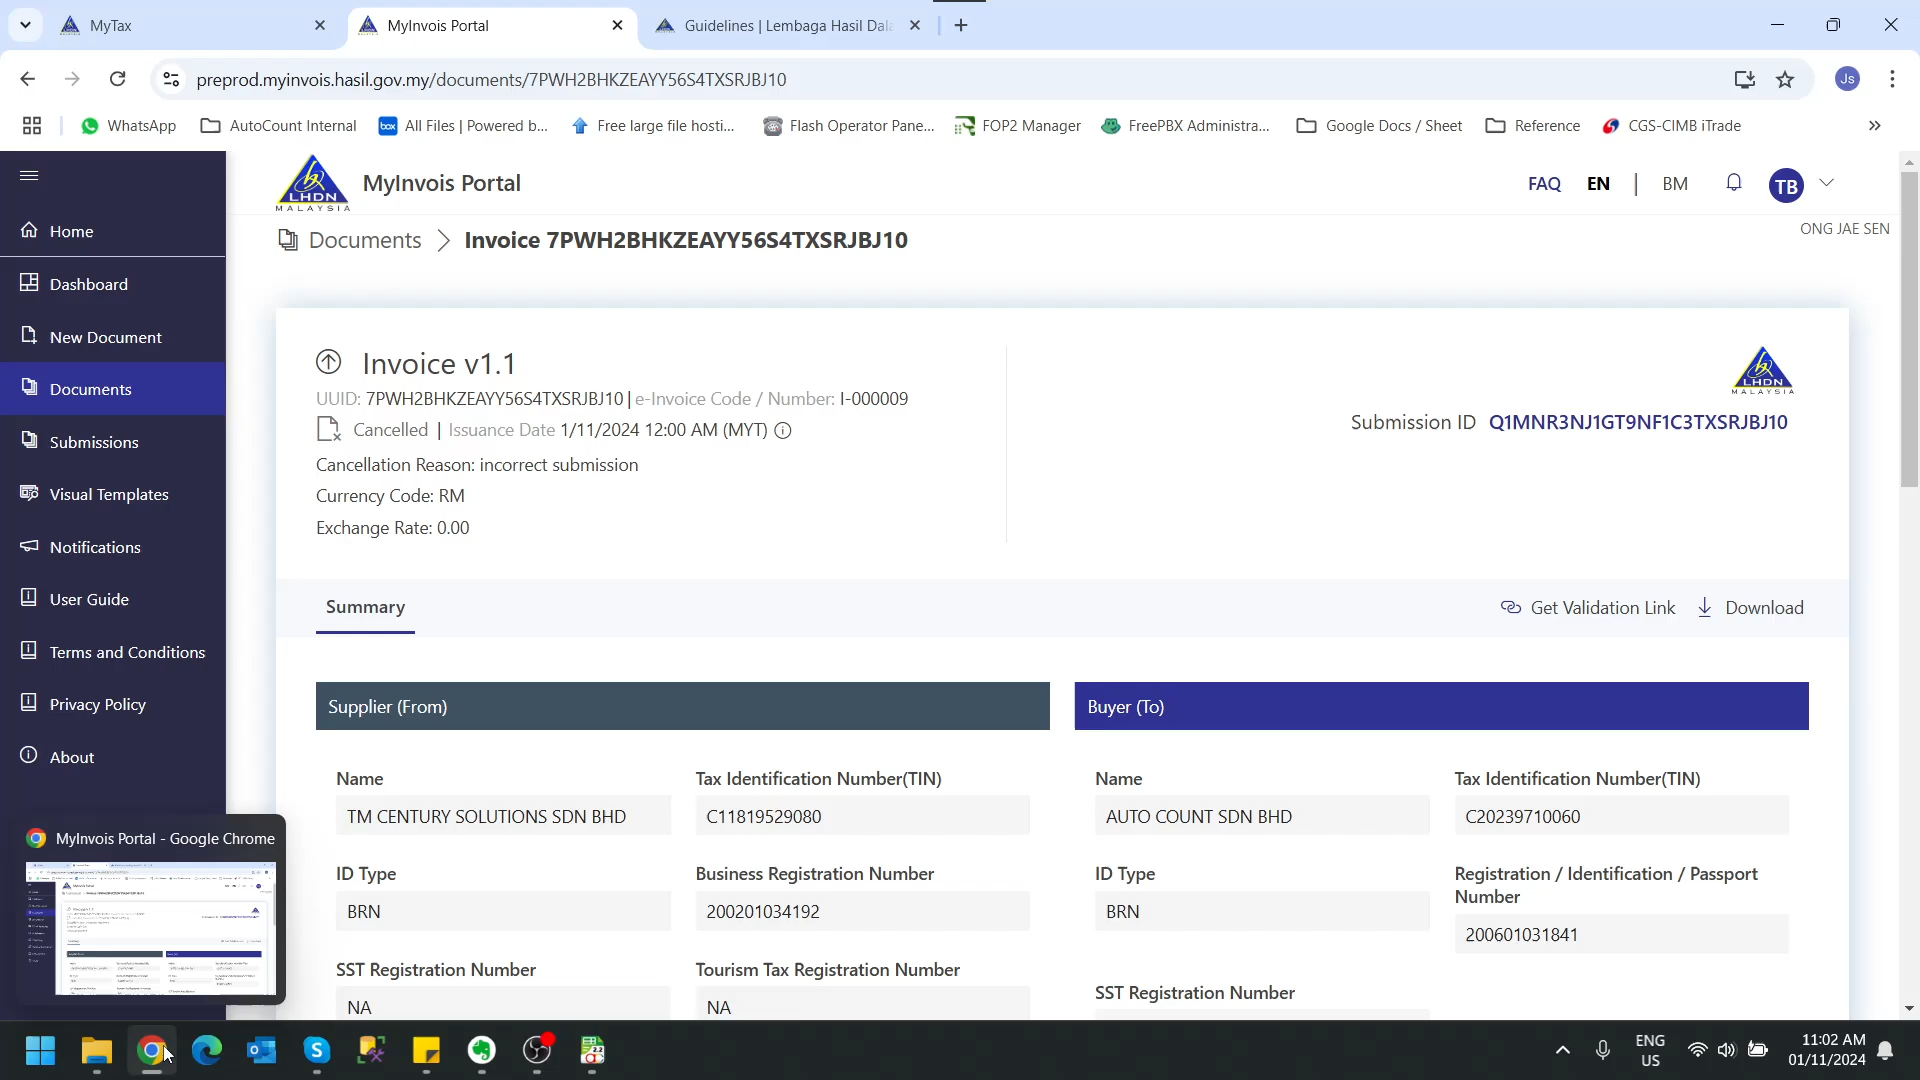 MyTax
MyInvois Portal
Guidelines | Lembaga Hasil Dala
preprod.myinvois.hasil.gov.my/documents/7PWH2BHKZEAYY56S4TXSRJBJ10
Js
WhatsApp
AutoCount Internal
box
All Files | Powered b...
Free large file hosti...
Flash Operator Pane...
FOP2 Manager
FreePBX Administra...
Google Docs / Sheet
Reference
CGS-CIMB iTrade
LHDN
MALAYSIA
MyInvois Portal
FAQ
EN
|
BM
TB
ONG JAE SEN
Home
Dashboard
New Document
Documents
Submissions
Visual Templates
Notifications
User Guide
Terms and Conditions
Privacy Policy
About
Documents
Invoice 7PWH2BHKZEAYY56S4TXSRJBJ10
Invoice v1.1
UUID: 7PWH2BHKZEAYY56S4TXSRJBJ10 | e-Invoice Code / Number: I-000009
Cancelled | Issuance Date 1/11/2024 12:00 AM (MYT)
Cancellation Reason: incorrect submission
Currency Code: RM
Exchange Rate: 0.00
LHDN
MALAYSIA
Submission ID Q1MNR3NJ1GT9NF1C3TXSRJBJ10
Summary
Get Validation Link
Download
Supplier (From)
Name
TM CENTURY SOLUTIONS SDN BHD
Tax Identification Number(TIN)
C11819529080
ID Type
BRN
Business Registration Number
200201034192
SST Registration Number
NA
Tourism Tax Registration Number
NA
Buyer (To)
Name
AUTO COUNT SDN BHD
Tax Identification Number(TIN)
C20239710060
ID Type
BRN
Registration / Identification / Passport
Number
200601031841
SST Registration Number
MyInvois Portal - Google Chrome
ENG
US
11:02 AM
01/11/2024